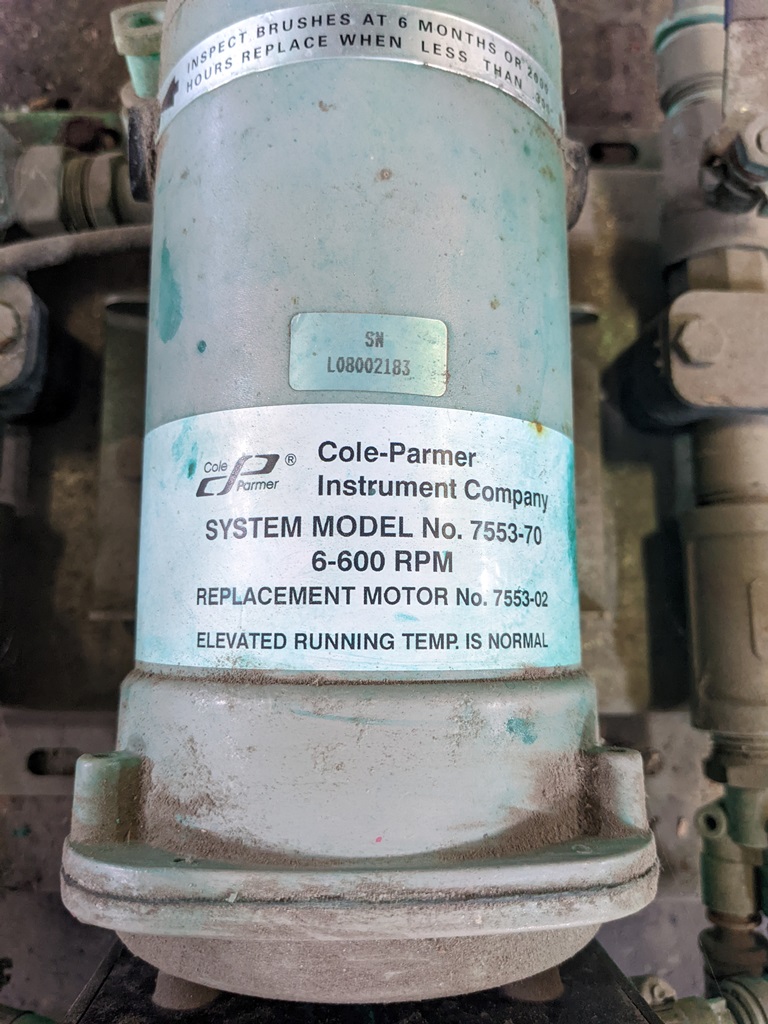 INSPECT BRUSHES AT 6 MONTHS OR 2000
HOURS REPLACE WHEN LESS THAN
SN
L08002183
Cole
Parmer
®
Cole-Parmer
Instrument Company
SYSTEM MODEL No. 7553-70
6-600 RPM
REPLACEMENT MOTOR No. 7553-02
ELEVATED RUNNING TEMP. IS NORMAL